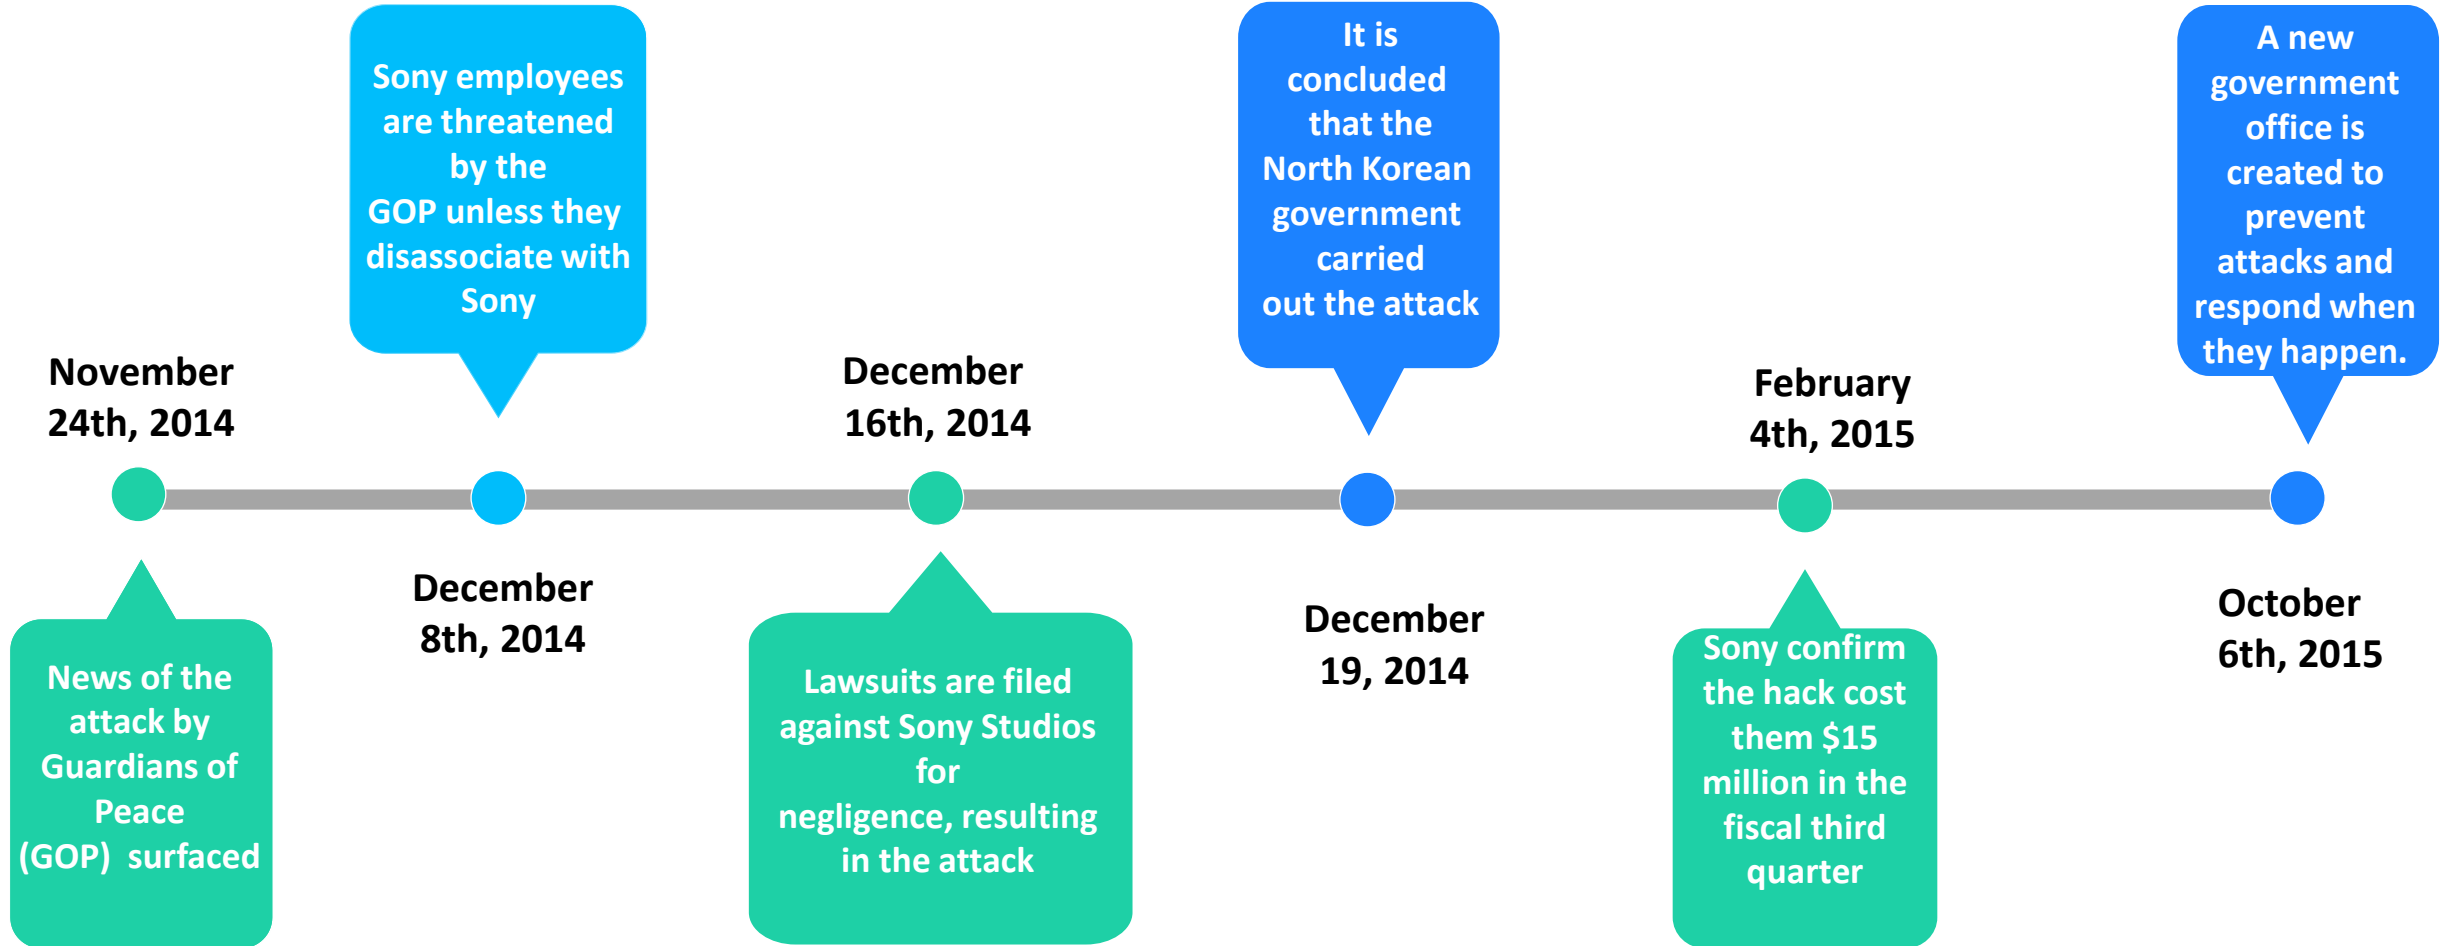 November
24th, 2014
News of the
attack by
Guardians of
Peace
(GOP)  surfaced
Sony employees
are threatened
by the
GOP unless they
disassociate with
Sony
December
8th, 2014
December
16th, 2014
Lawsuits are filed
against Sony Studios
for
negligence, resulting
in the attack
It is
concluded
that the
North Korean
government
carried
out the attack
December
19, 2014
February
4th, 2015
Sony confirm
the hack cost
them $15
million in the
fiscal third
quarter
A new
government
office is
created to
prevent
attacks and
respond when
they happen.
October
6th, 2015